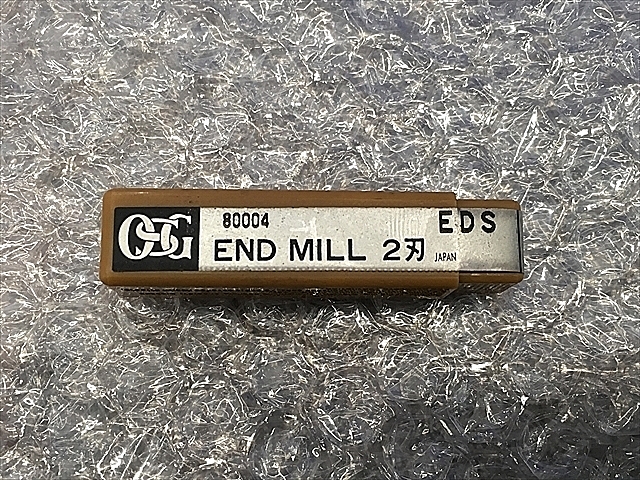 OSG
80004 EDS
END MILL 2刃 JAPAN